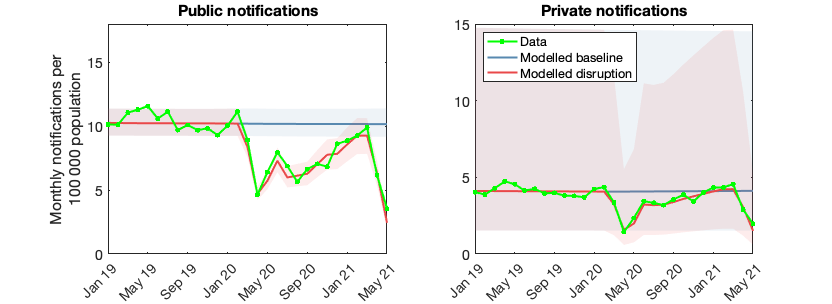 Public notifications
Monthly notifications per
100 000 population
15
10
5
0
Jan 19
May 19
Sep 19
Jan 20
May 20
Sep 20
Jan 21
May 21
Private notifications
Data
Modelled baseline
Modelled disruption
15
10
5
0
Jan 19
May 19
Sep 19
Jan 20
May 20
Sep 20
Jan 21
May 21